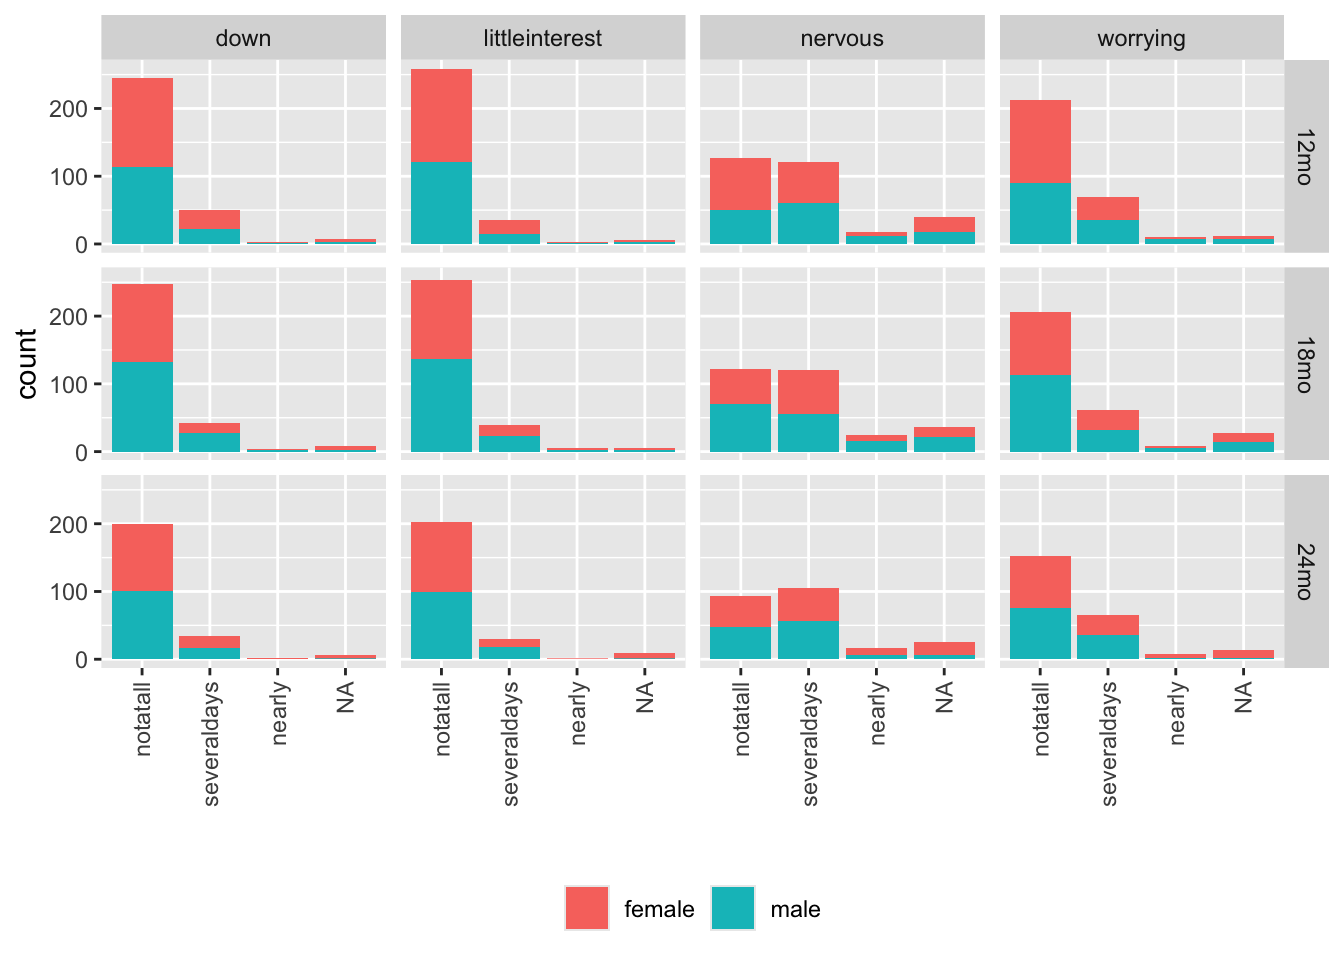 down littleinterest nervous worrying
200
100
0
12mo
200
100
0
18mo
200
100
0
24mo
count
notatall severaldays nearly NA notatall severaldays nearly NA notatall severaldays nearly NA notatall severaldays nearly NA
female male